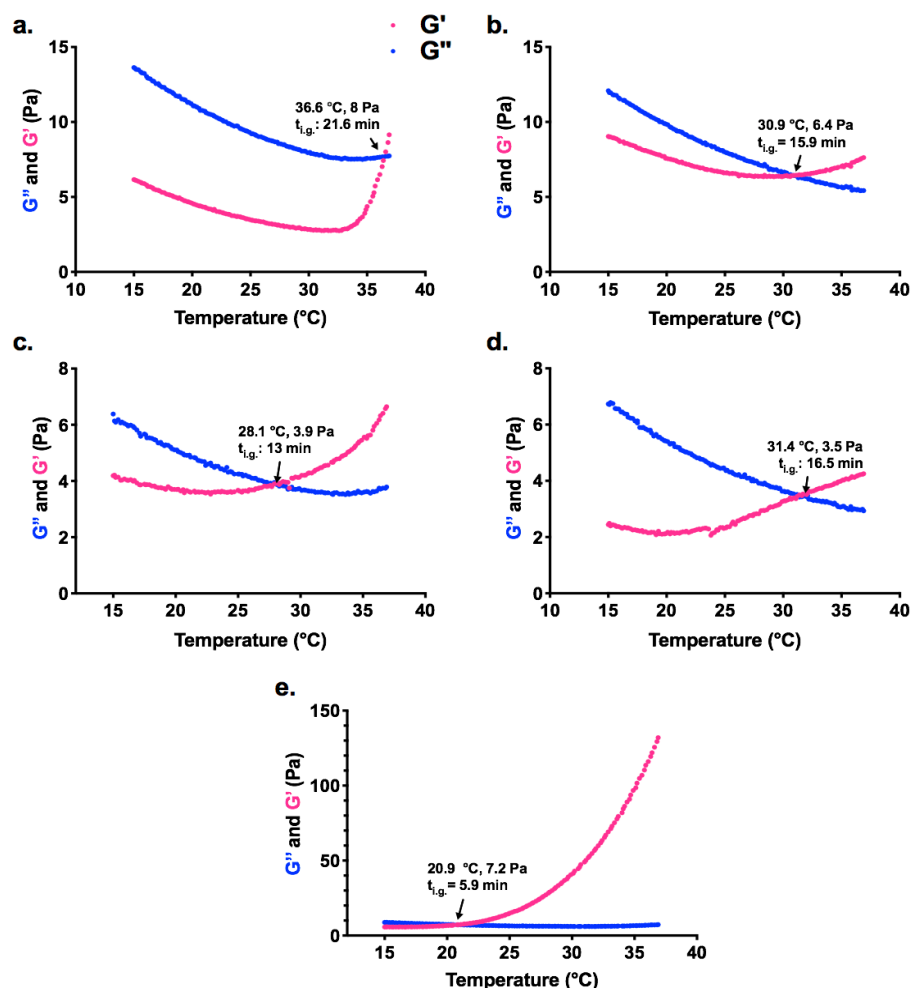 a.
G'
G"
b.
G” and G’ (Pa)
15
10
5
0
36.6 °C, 8 Pa
ti.g.: 21.6 min
10 15 20 25 30 35 40
Temperature (°C)
G” and G’ (Pa)
15
10
5
0
30.9 °C, 6.4 Pa
ti.g.= 15.9 min
10 15 20 25 30 35 40
Temperature (°C)
c.
G” and G’ (Pa)
8
6
4
2
0
28.1 °C, 3.9 Pa
ti.g.: 13 min
15 20 25 30 35 40
Temperature (°C)
d.
G” and G’ (Pa)
8
6
4
2
0
31.4 °C, 3.5 Pa
ti.g.: 16.5 min
10 15 20 25 30 35 40
Temperature (°C)
e.
G” and G’ (Pa)
150
100
50
0
20.9 °C, 7.2 Pa
ti.g.= 5.9 min
15 20 25 30 35 40
Temperature (°C)